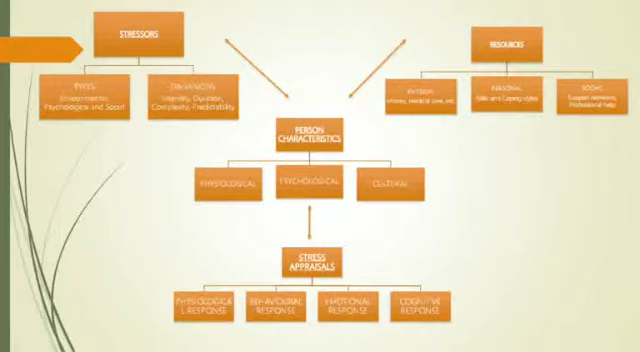 STRESSORS
TYPES
Environmental,
Psychological and Social
DIMENSIONS
Intensity, Duration,
Complexity, Predictability
RESOURCES
PHYSICAL
Money, medical care, etc.
PERSONAL
Skills and Coping styles
SOCIAL
Support networks,
Professional help
PERSON
CHARACTERISTICS
PHYSIOLOGICAL
PSYCHOLOGICAL
CULTURAL
STRESS
APPRAISALS
PHYSIOLOGICA
L RESPONSE
BEHAVIOURAL
RESPONSE
EMOTIONAL
RESPONSE
COGNITIVE
RESPONSE